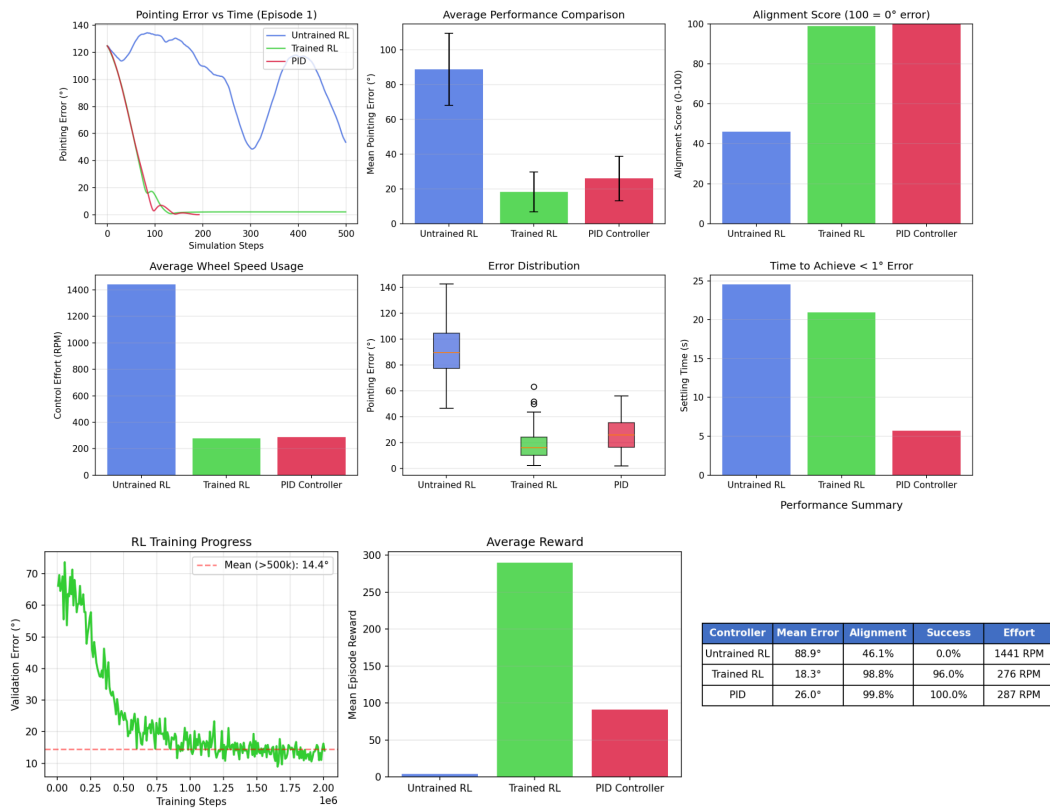 Pointing Error vs Time (Episode 1)
Pointing Error (°)
140
120
100
80
60
40
20
0
Untrained RL
Trained RL
PID
0 100 200 300 400 500
Simulation Steps
Average Performance Comparison
Mean Pointing Error (°)
100
80
60
40
20
0
Untrained RL Trained RL PID Controller
Alignment Score (100 = 0° error)
Alignment Score (0-100)
100
80
60
40
20
0
Untrained RL Trained RL PID Controller
Average Wheel Speed Usage
Control Effort (RPM)
1400
1200
1000
800
600
400
200
0
Untrained RL Trained RL PID Controller
Error Distribution
Pointing Error (°)
140
120
100
80
60
40
20
0
Untrained RL Trained RL PID
Time to Achieve < 1° Error
Settling Time (s)
25
20
15
10
5
0
Untrained RL Trained RL PID Controller
Performance Summary
RL Training Progress
Validation Error (°)
70
60
50
40
30
20
10
Mean (>500k): 14.4°
0.00 0.25 0.50 0.75 1.00 1.25 1.50 1.75 2.00
Training Steps
1e6
Average Reward
Mean Episode Reward
300
250
200
150
100
50
0
Untrained RL Trained RL PID Controller
Controller Mean Error Alignment Success Effort
Untrained RL 88.9° 46.1% 0.0% 1441 RPM
Trained RL 18.3° 98.8% 96.0% 276 RPM
PID 26.0° 99.8% 100.0% 287 RPM